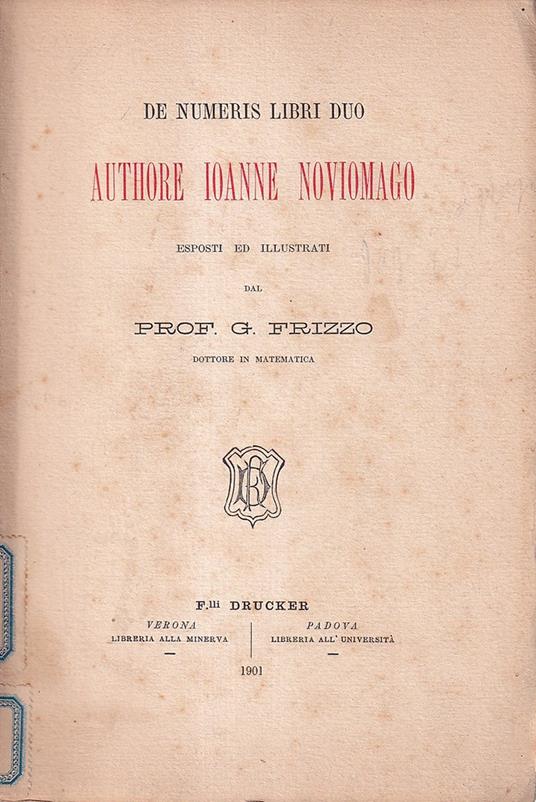 DE NUMERIS LIBRI DUO
AUTHORE IOANNE NOVIOMAGO
ESPOSTI ED ILLUSTRATI
DAL
PROF. G. FRIZZO
DOTTORE IN MATEMATICA
F.lli DRUCKER
VERONA
LIBRERIA ALLA MINERVA
PADOVA
LIBRERIA ALL' UNIVERSITÀ
1901